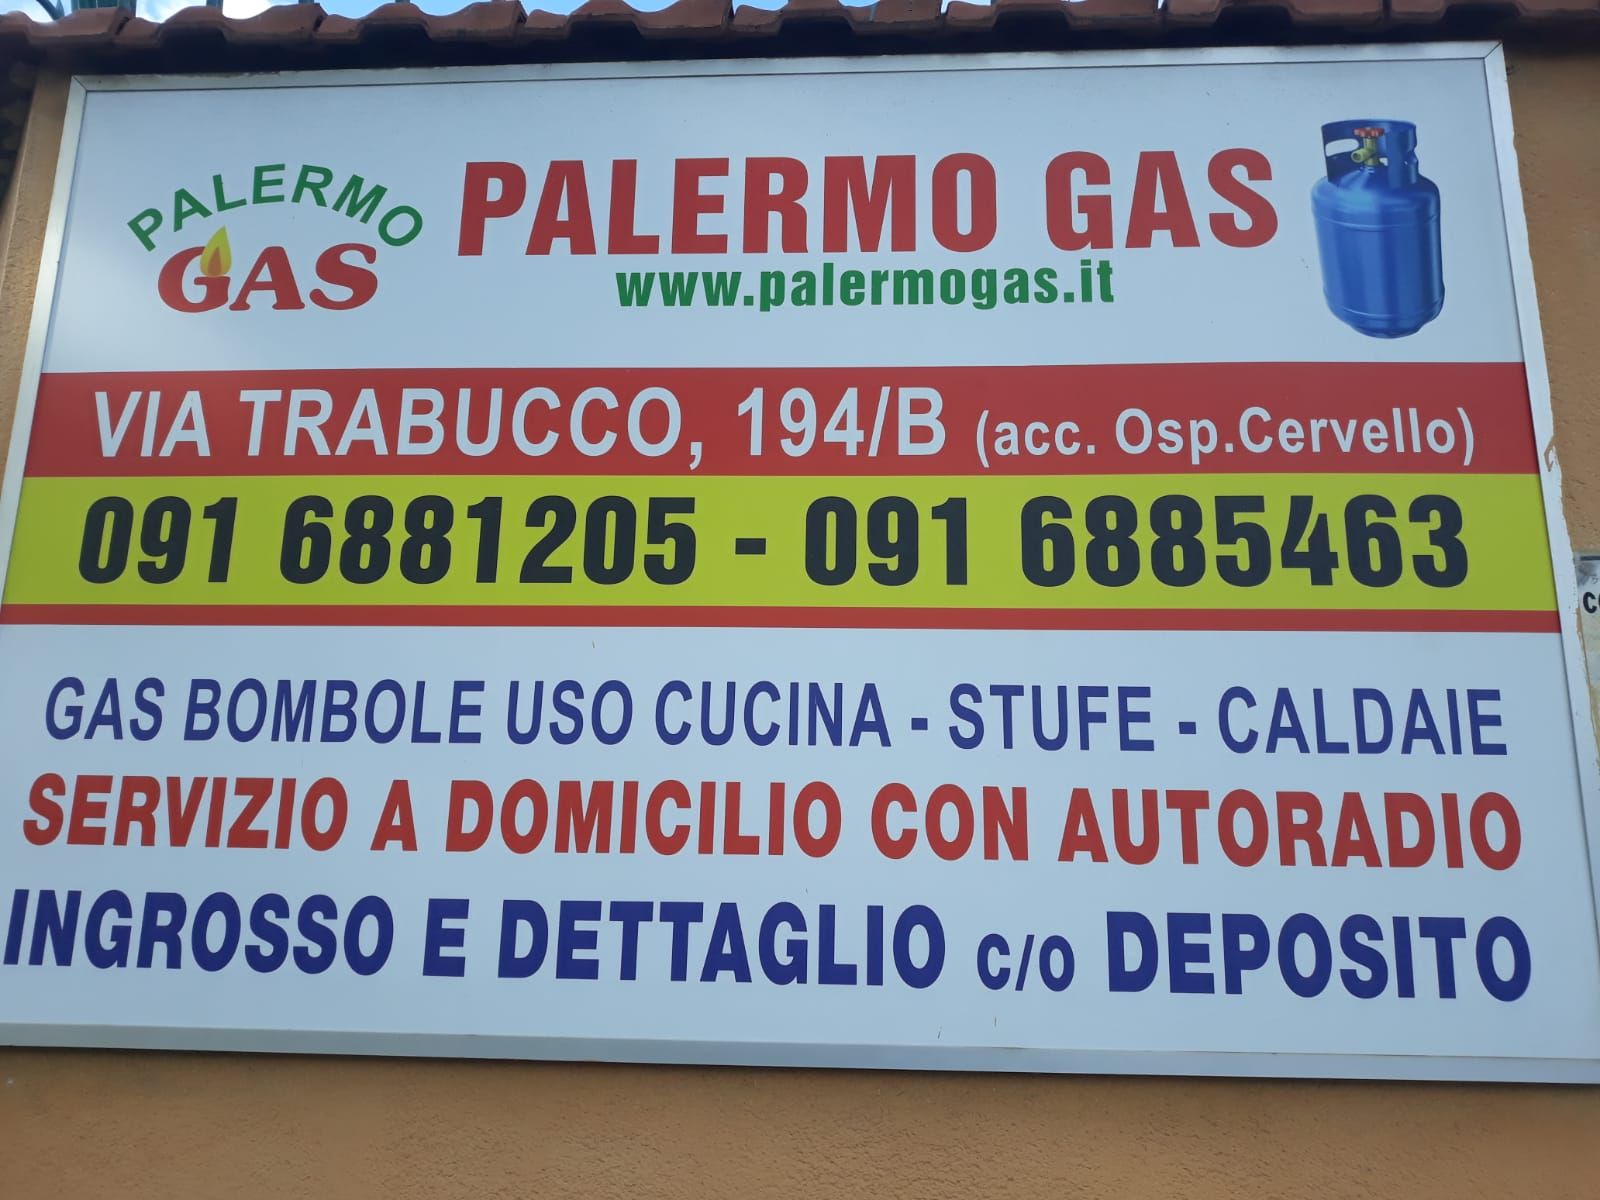 PALERMO
GAS
PALERMO GAS
www.palermogas.it
VIA TRABUCCO, 194/B (acc. Osp.Cervello)
091 6881205 - 091 6885463
GAS BOMBOLE USO CUCINA - STUFE - CALDAIE
SERVIZIO A DOMICILIO CON AUTORADIO
INGROSSO E DETTAGLIO c/o DEPOSITO